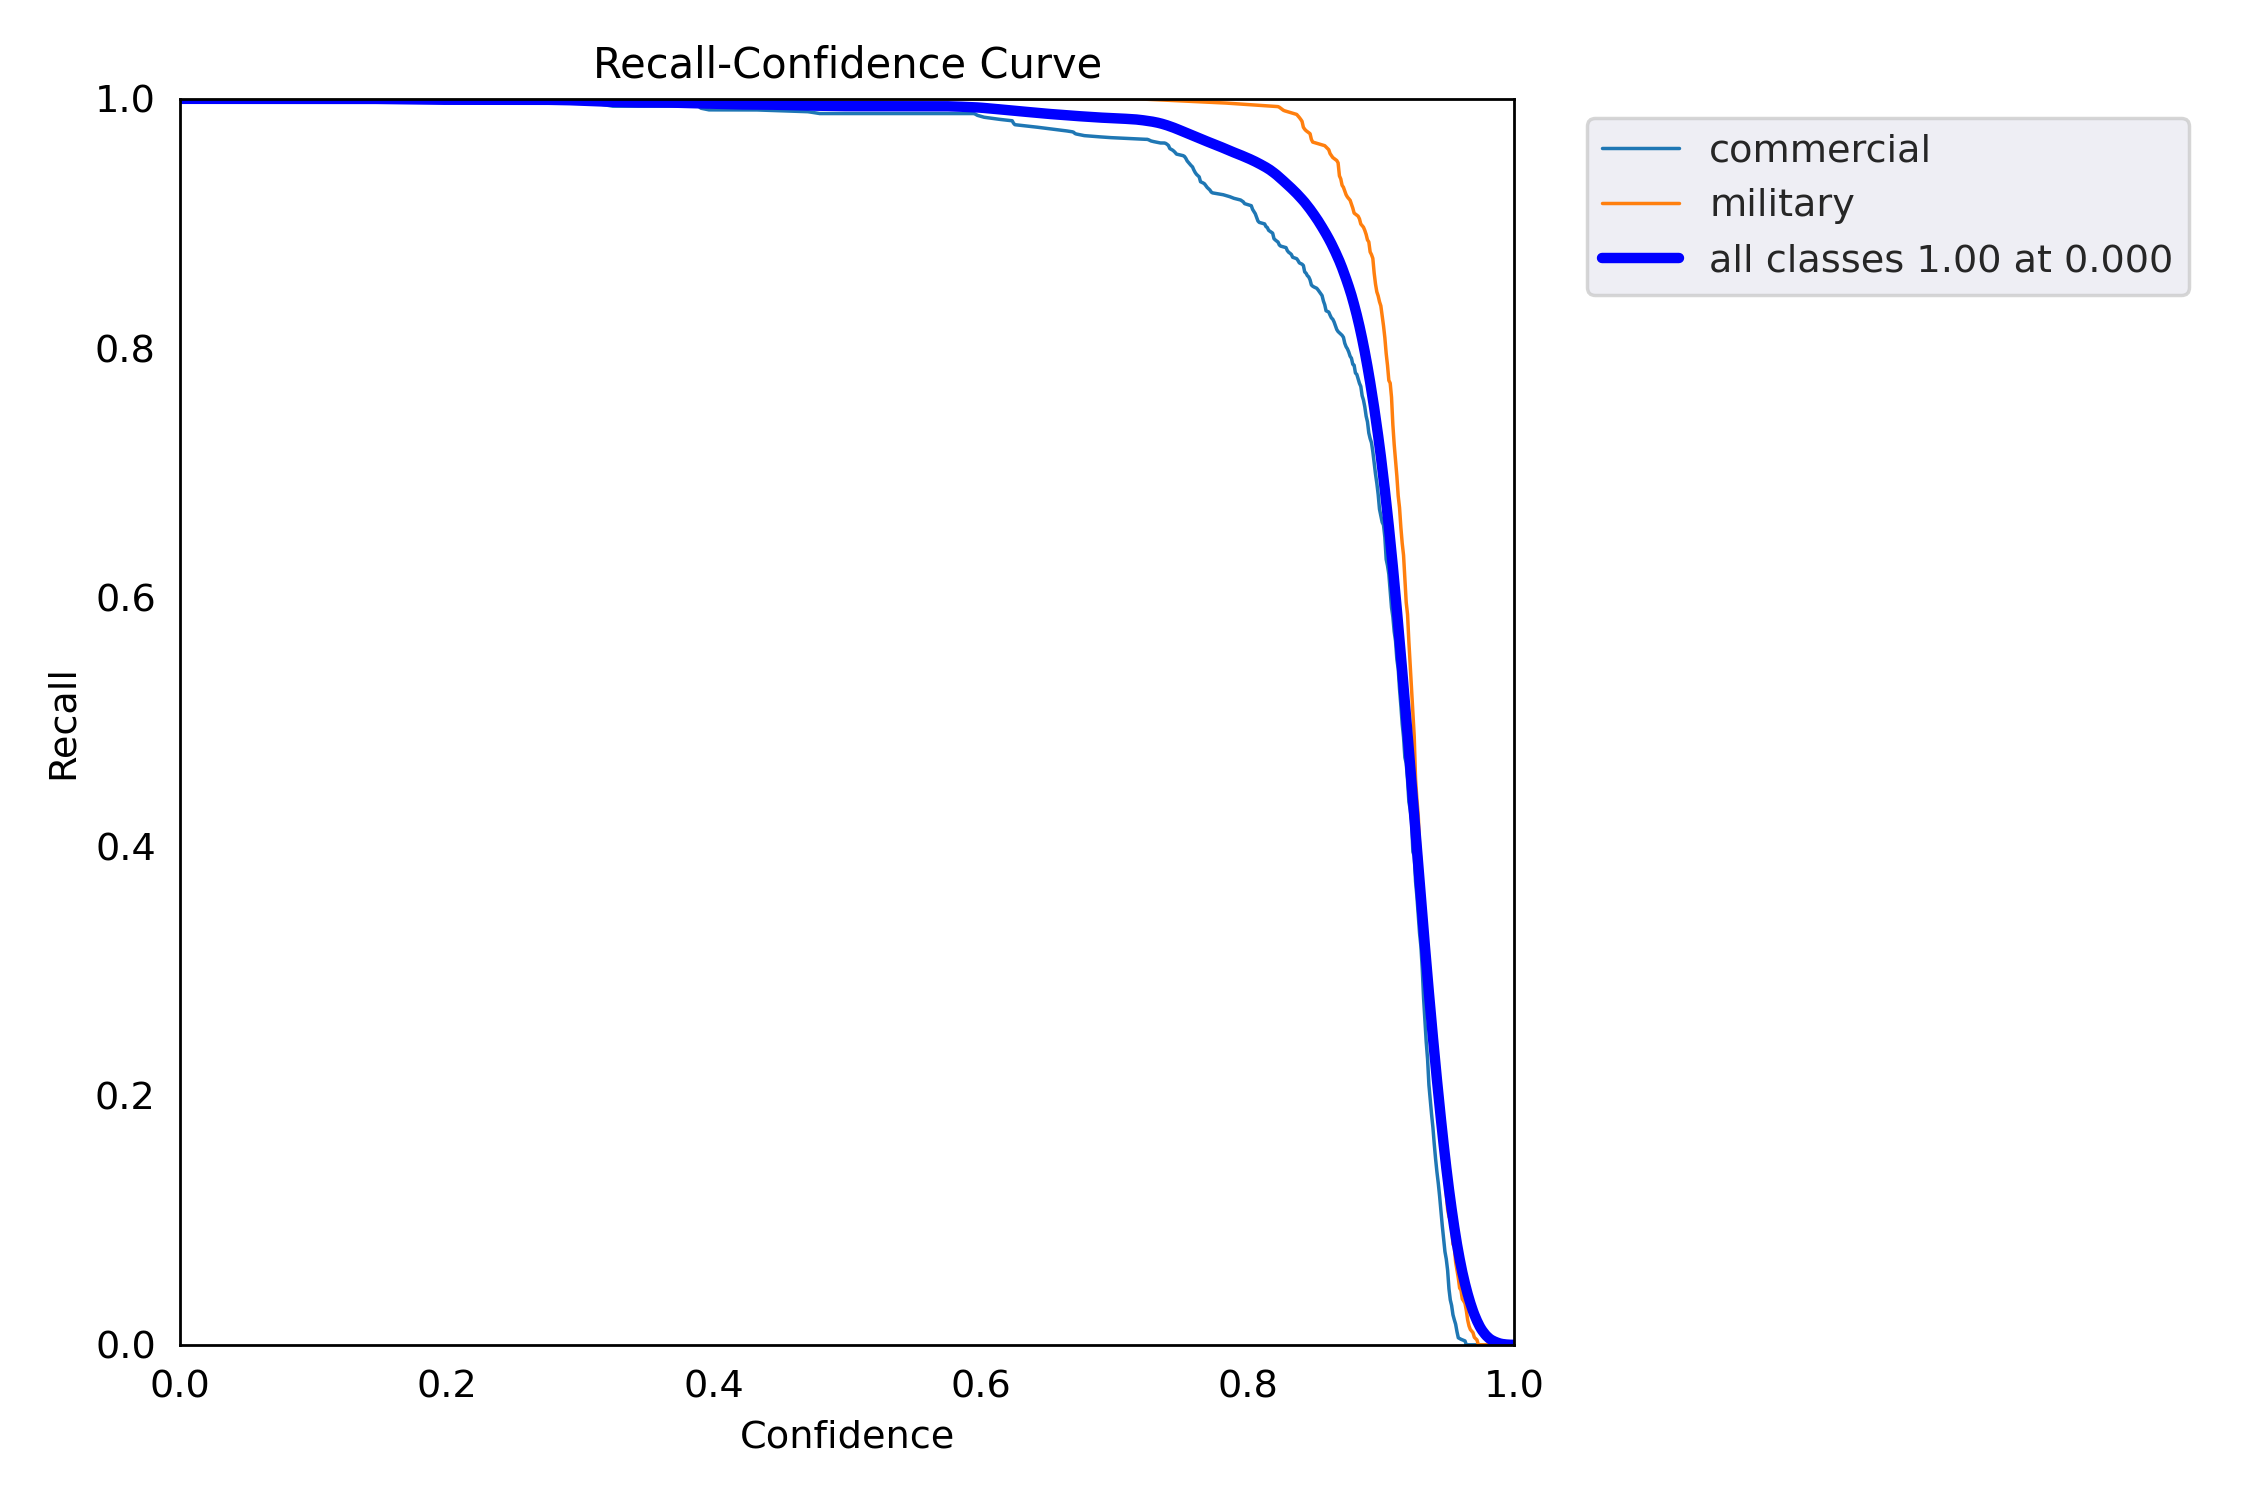 Recall-Confidence Curve
1.0
0.8
0.6
0.4
0.2
0.0
Recall
0.0 0.2 0.4 0.6 0.8 1.0
Confidence
commercial
military
all classes 1.00 at 0.000